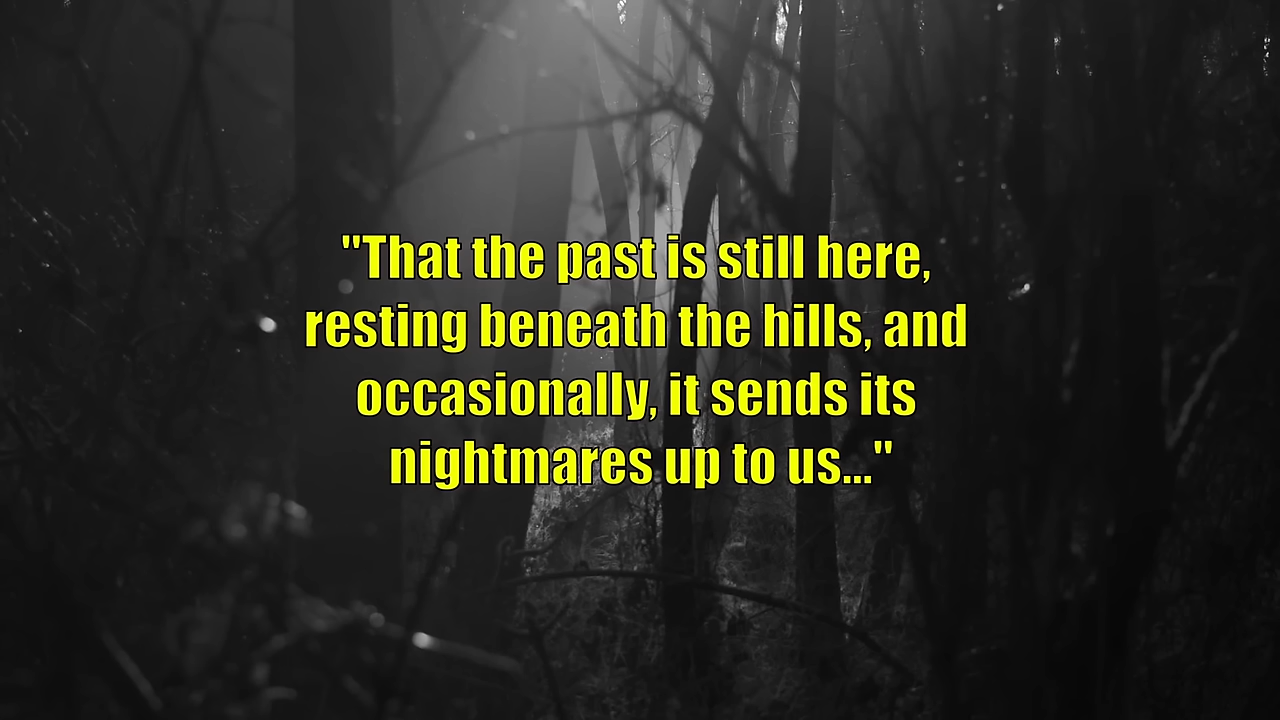 "That the past is still here,
resting beneath the hills, and
occasionally, it sends its
nightmares up to us..."